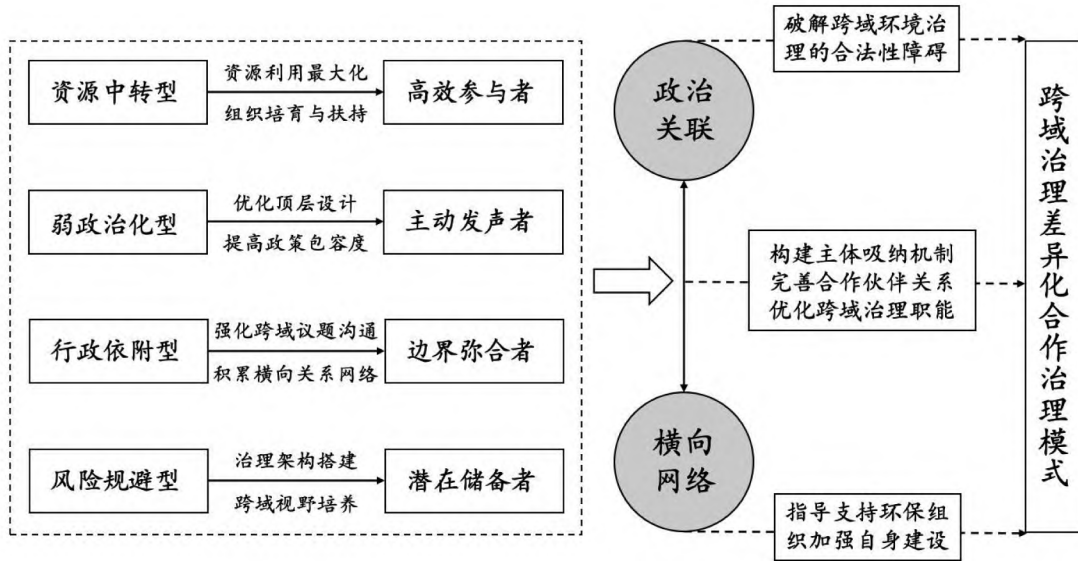 资源中转型
资源利用最大化
组织培育与扶持
高效参与者
弱政治化型
优化顶层设计
提高政策包容度
主动发声者
行政依附型
强化跨域议题沟通
积累横向关系网络
边界弥合者
风险规避型
治理架构搭建
跨域视野培养
潜在储备者
政治
关联
横向
网络
破解跨域环境治
理的合法性障碍
构建主体吸纳机制
完善合作伙伴关系
优化跨域治理职能
指导支持环保组
织加强自身建设
跨域治理差异化合作治理模式